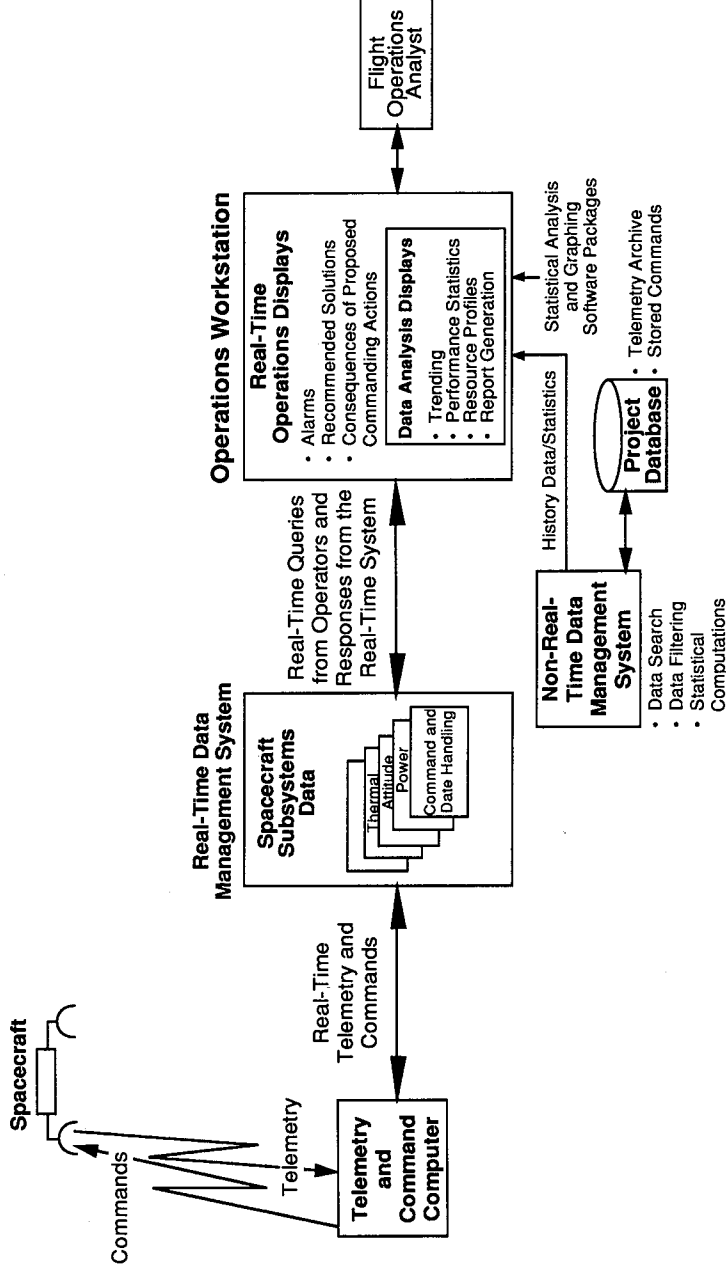 Spacecraft
Commands
Telemetry
Telemetry
and
Command
Computer
Real-Time
Telemetry and
Commands
Real-Time Data
Management System
Spacecraft
Subsystems
Data
Thermal
Attitude
Power
Command and
Date Handling
Real-Time Queries
from Operators and
Responses from the
Real-Time System
Operations Workstation
Real-Time
Operations Displays
• Alarms
• Recommended Solutions
• Consequences of Proposed
Commanding Actions
Data Analysis Displays
• Trending
• Performance Statistics
• Resource Profiles
• Report Generation
Flight
Operations
Analyst
Statistical Analysis
and Graphing
Software Packages
History Data/Statistics
Non-Real-
Time Data
Management
System
• Data Search
• Data Filtering
• Statistical
Computations
Project
Database
• Telemetry Archive
• Stored Commands